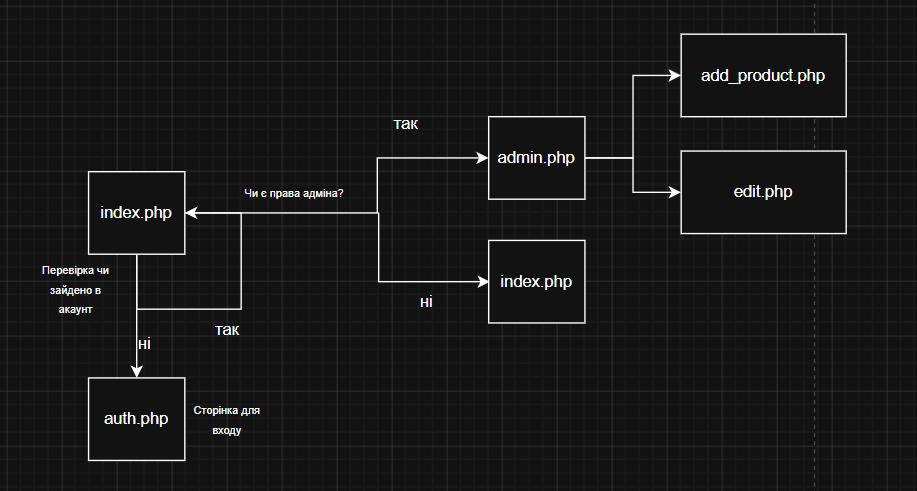 add_product.php
так
admin.php
Чи є права адміна?
edit.php
index.php
Перевірка чи
зайдено в
акаунт
index.php
ні
так
ні
auth.php
Сторінка для
входу